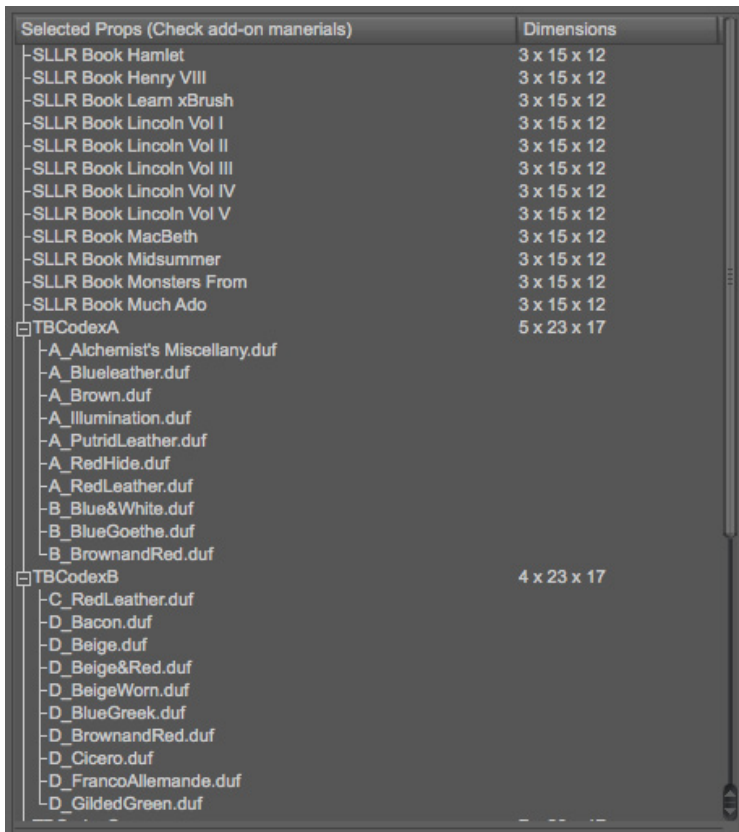 Selected Props (Check add-on manerials) Dimensions
SLLR Book Hamlet 3 x 15 x 12
SLLR Book Henry VIII 3 x 15 x 12
SLLR Book Learn xBrush 3 x 15 x 12
SLLR Book Lincoln Vol I 3 x 15 x 12
SLLR Book Lincoln Vol II 3 x 15 x 12
SLLR Book Lincoln Vol III 3 x 15 x 12
SLLR Book Lincoln Vol IV 3 x 15 x 12
SLLR Book Lincoln Vol V 3 x 15 x 12
SLLR Book MacBeth 3 x 15 x 12
SLLR Book Midsummer 3 x 15 x 12
SLLR Book Monsters From 3 x 15 x 12
SLLR Book Much Ado 3 x 15 x 12
TBCodexA 5 x 23 x 17
A_Alchemist's Miscellany.duf
A_Blueleather.duf
A_Brown.duf
A_Illumination.duf
A_PutridLeather.duf
A_RedHide.duf
A_RedLeather.duf
B_Blue&White.duf
B_BlueGoethe.duf
B_BrownandRed.duf
TBCodexB 4 x 23 x 17
C_RedLeather.duf
D_Bacon.duf
D_Beige.duf
D_Beige&Red.duf
D_BeigeWorn.duf
D_BlueGreek.duf
D_BrownandRed.duf
D_Cicero.duf
D_FrancoAllemande.duf
D_GildedGreen.duf